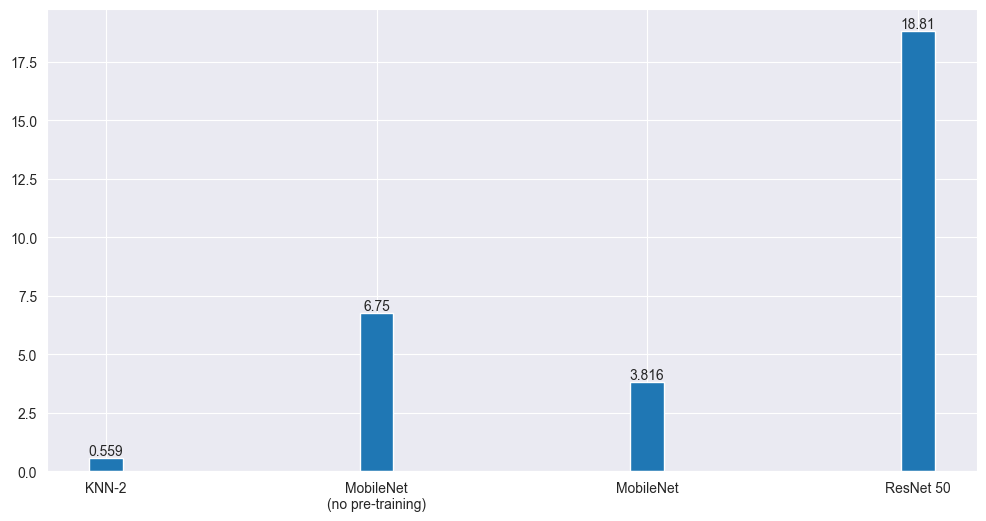 18.81
17.5
15.0
12.5
10.0
7.5
6.75
5.0
3.816
2.5
0.559
0.0
KNN-2
MobileNet
(no pre-training)
MobileNet
ResNet 50